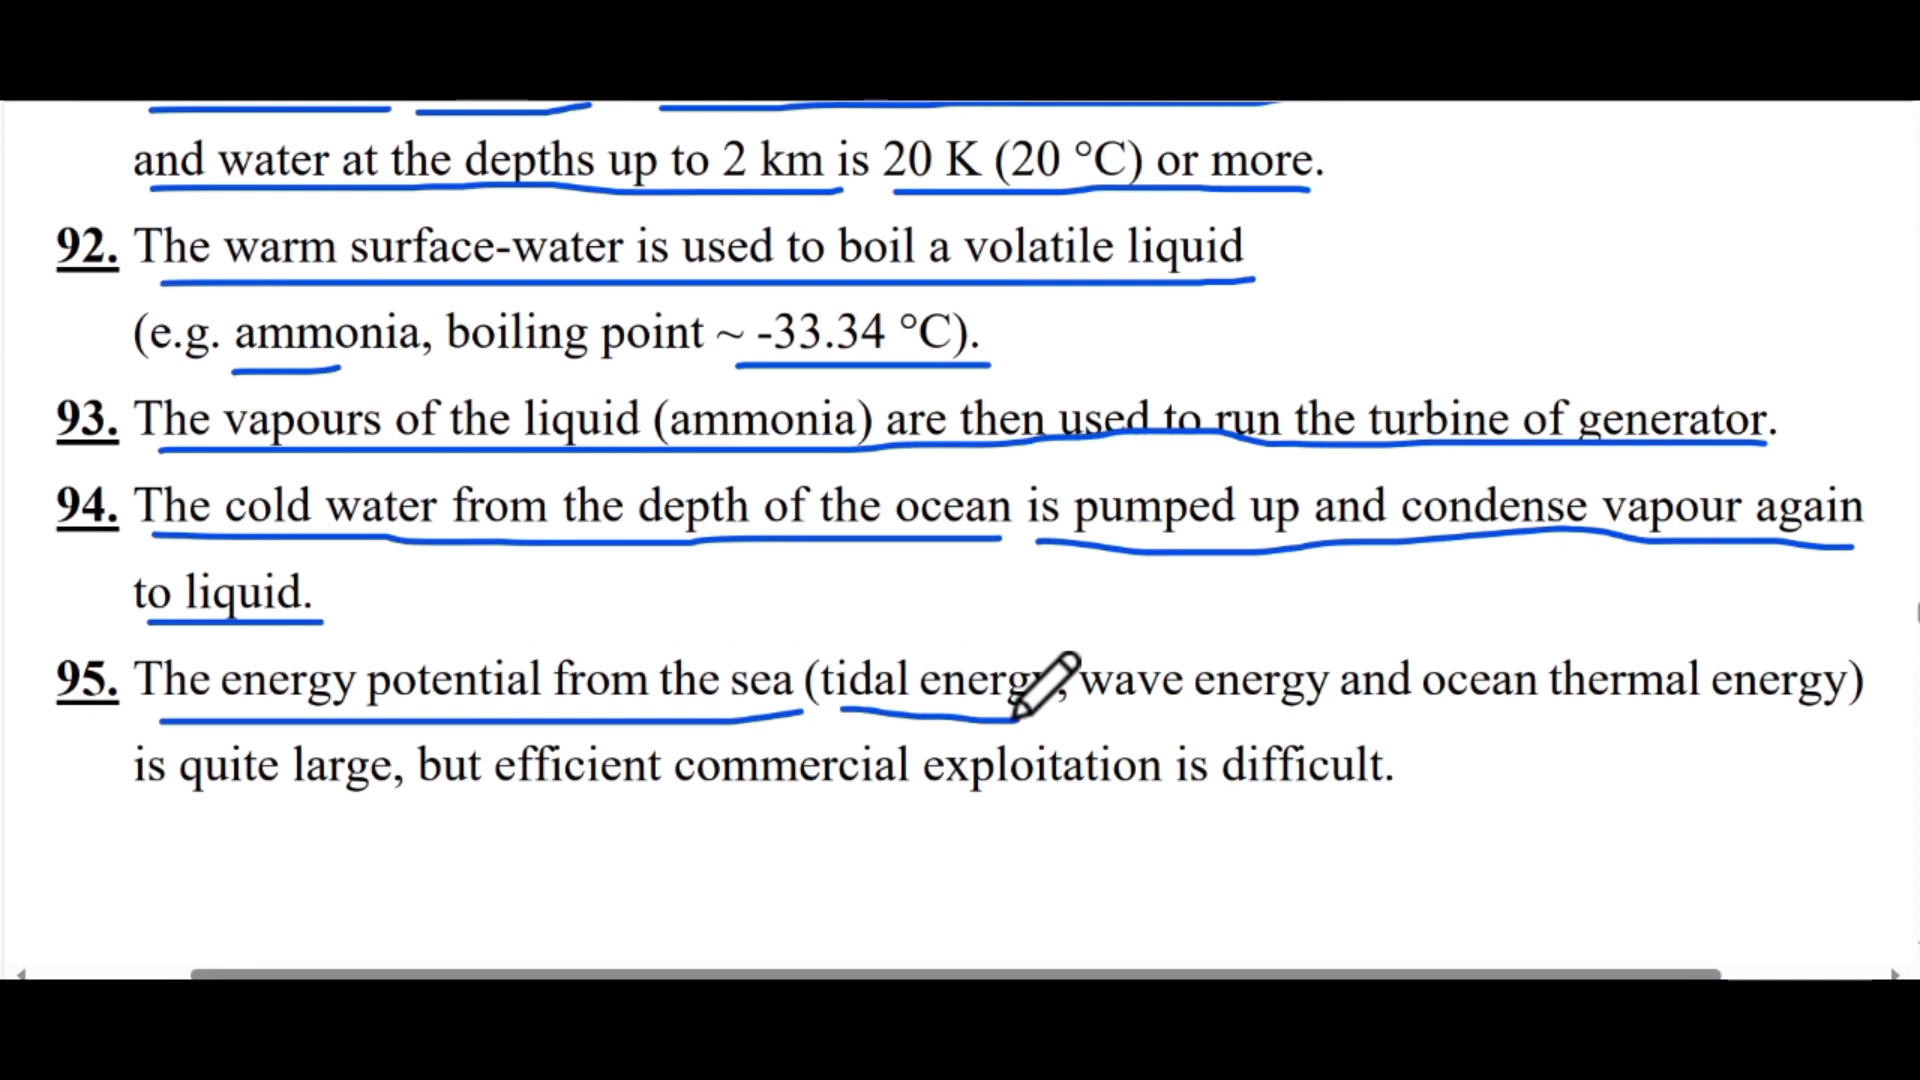 and water at the depths up to 2 km is 20 K (20 °C) or more.
92. The warm surface-water is used to boil a volatile liquid
(e.g. ammonia, boiling point ~ -33.34 °C).
93. The vapours of the liquid (ammonia) are then used to run the turbine of generator.
94. The cold water from the depth of the ocean is pumped up and condense vapour again
to liquid.
95. The energy potential from the sea (tidal energy, wave energy and ocean thermal energy)
is quite large, but efficient commercial exploitation is difficult.